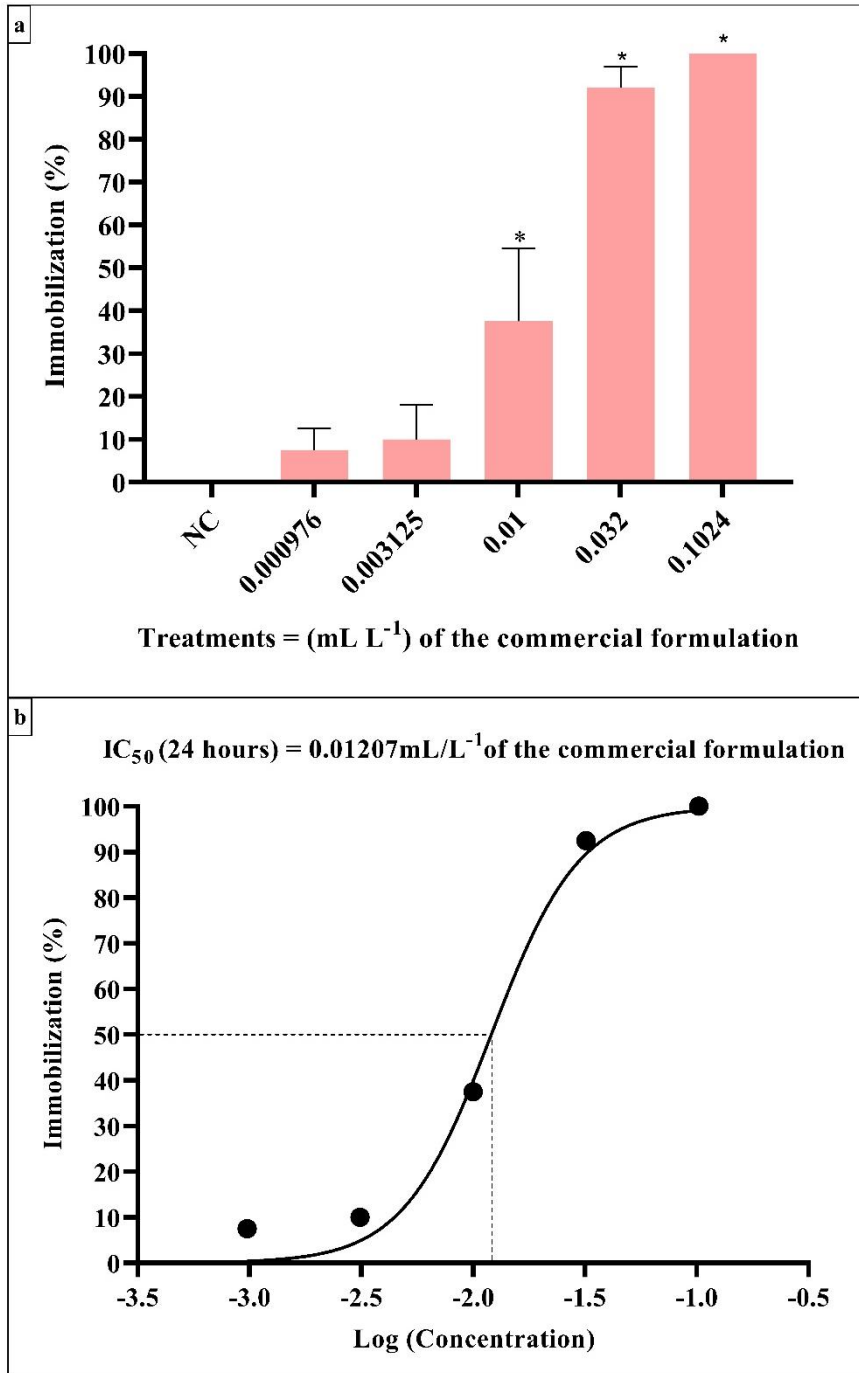 a
100
90
80
70
60
50
40
30
20
10
0
Immobilization (%)
* * *
NC 0.000976 0.003125 0.01 0.032 0.1024
Treatments = (mL L⁻¹) of the commercial formulation
b
IC₅₀ (24 hours) = 0.01207mL/L⁻¹of the commercial formulation
100
90
80
70
60
50
40
30
20
10
0
Immobilization (%)
-3.5 -3.0 -2.5 -2.0 -1.5 -1.0 -0.5
Log (Concentration)